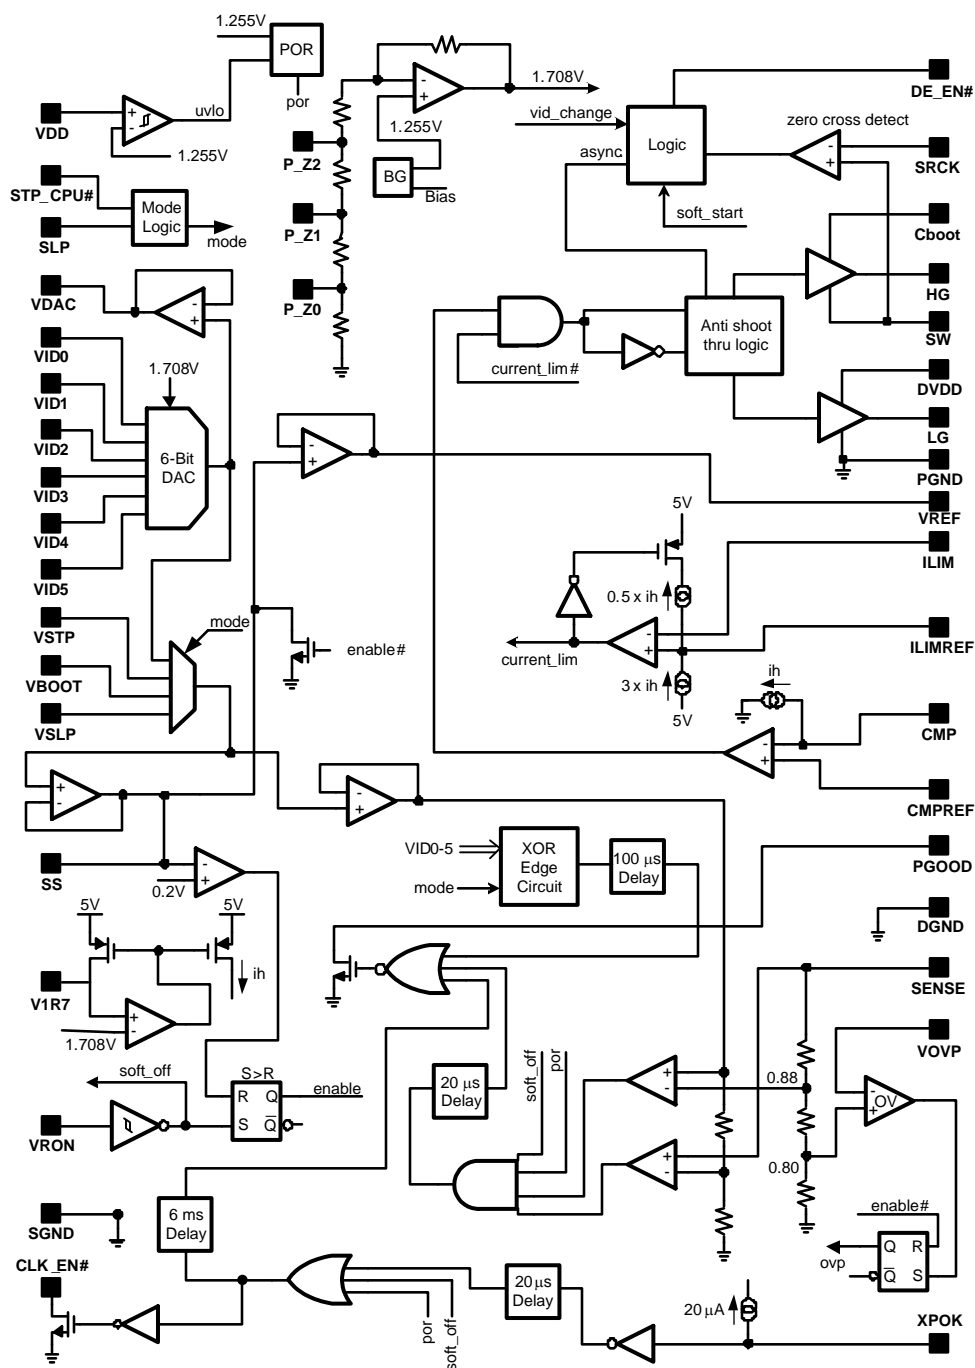 1.255V
POR
por
VDD
+
-
uvlo
1.255V
STP_CPU#
SLP
Mode
Logic
mode
-
+
1.708V
1.255V
BG
Bias
P_Z2
P_Z1
P_Z0
vid_change
async
Logic
soft_start
zero cross detect
-
+
DE_EN#
SRCK
Cboot
HG
SW
DVDD
LG
PGND
VREF
ILIM
ILIMREF
CMP
CMPREF
PGOOD
DGND
SENSE
VOVP
XPOK
VDAC
-
+
VID0
VID1
VID2
VID3
VID4
VID5
1.708V
6-Bit
DAC
VSTP
VBOOT
VSLP
mode
current_lim#
Anti shoot
thru logic
-
+
enable#
5V
0.5 x ih
-
+
current_lim
3 x ih
5V
ih
-
+
+
-
-
+
SS
-
+
0.2V
VID0-5
mode
XOR
Edge
Circuit
100 µs
Delay
5V
5V
ih
V1R7
+
-
1.708V
soft_off
VRON
S>R
R
Q
S
Q
enable
20 µs
Delay
soft_off
por
+
-
0.88
+
-
0.80
-
+
OV
enable#
Q
R
Q
S
ovp
SGND
6 ms
Delay
CLK_EN#
por
soft_off
20µs
Delay
20 µA